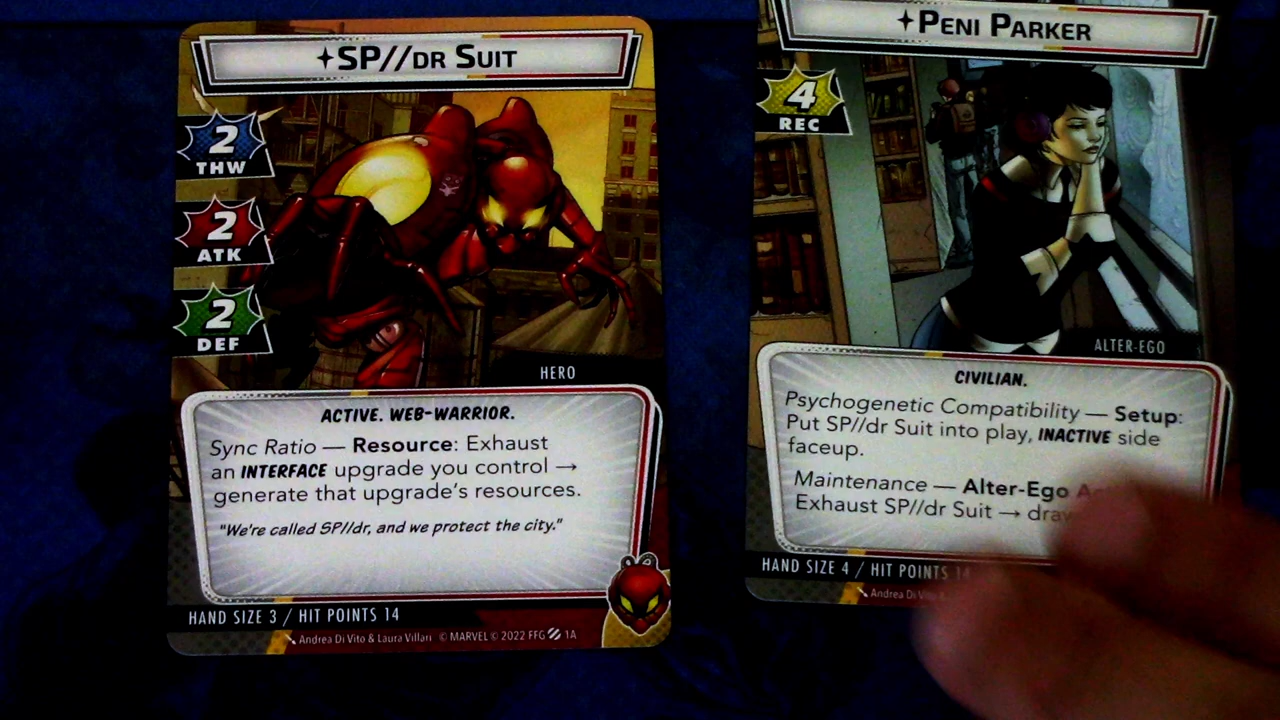 SP//DR SUIT
2
THW
2
ATK
2
DEF
HERO
ACTIVE. WEB-WARRIOR.
Sync Ratio — Resource: Exhaust
an INTERFACE upgrade you control →
generate that upgrade's resources.
"We're called SP//dr, and we protect the city."
HAND SIZE 3 / HIT POINTS 14
Andrea Di Vito & Laura Villari © MARVEL © 2022 FFG 1A
PENI PARKER
4
REC
ALTER-EGO
CIVILIAN.
Psychogenetic Compatibility — Setup:
Put SP//dr Suit into play, INACTIVE side
faceup.
Maintenance — Alter-Ego
Exhaust SP//dr Suit → draw
HAND SIZE 4 / HIT POINTS 14
Andrea Di Vito